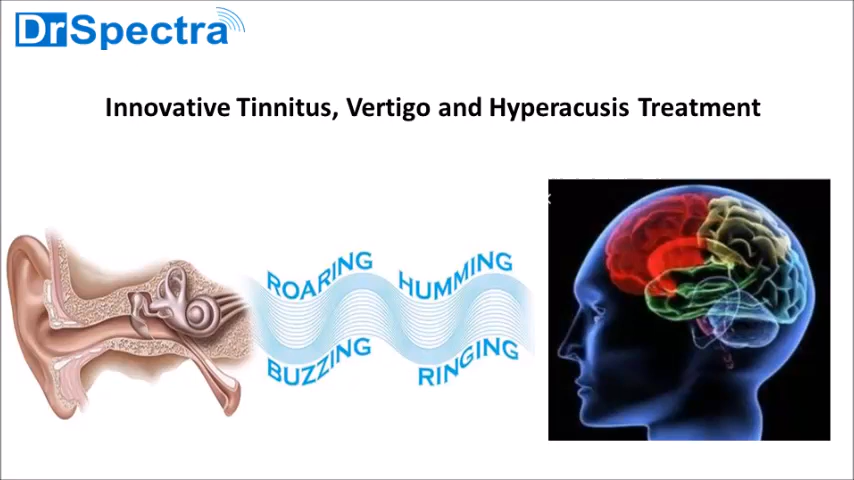 DrSpectra
Innovative Tinnitus, Vertigo and Hyperacusis Treatment
ROARING HUMMING
BUZZING RINGING